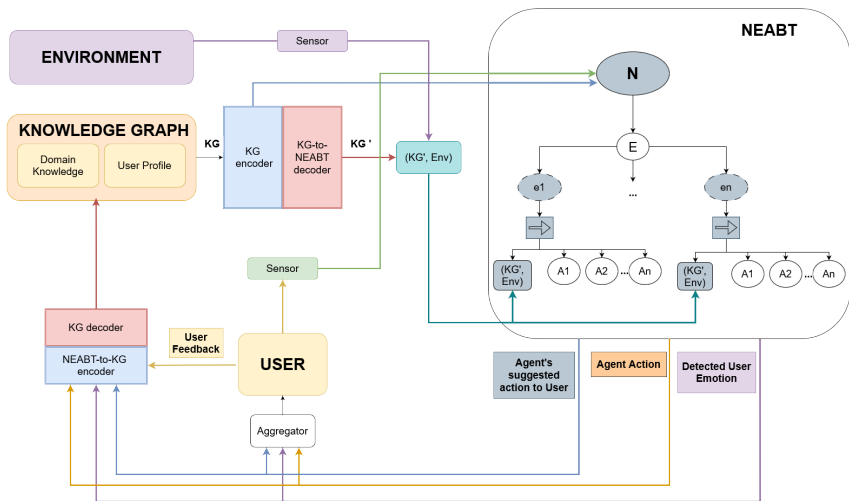 NEABT
ENVIRONMENT
Sensor
N
KNOWLEDGE GRAPH
Domain
Knowledge
User Profile
KG
KG
encoder
KG-to-
NEABT
decoder
KG '
(KG', Env)
E
e1
...
en
(KG',
Env)
A1
A2
...
An
(KG',
Env)
A1
A2
...
An
Sensor
KG decoder
NEABT-to-KG
encoder
User
Feedback
USER
Aggregator
Agent's
suggested
action to User
Agent Action
Detected User
Emotion